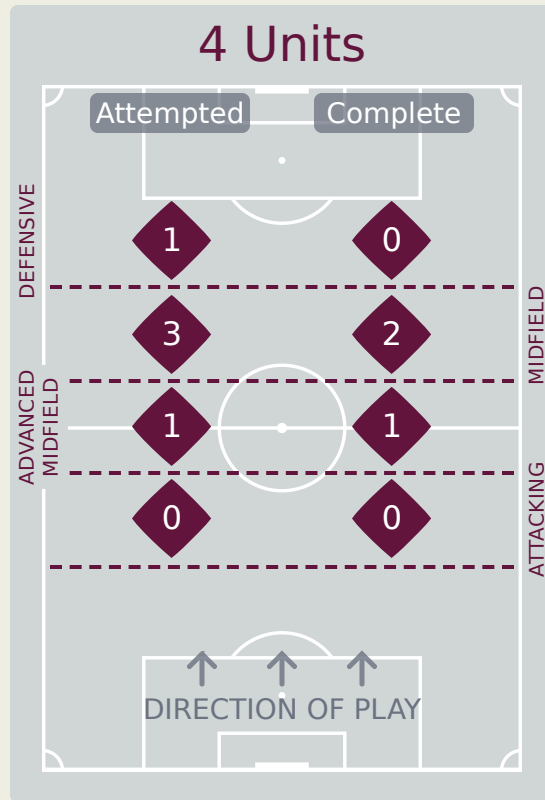 4 Units
Attempted
Complete
DEFENSIVE
1
0
MIDFIELD
3
2
ADVANCED
MIDFIELD
1
1
ATTACKING
0
0
DIRECTION OF PLAY